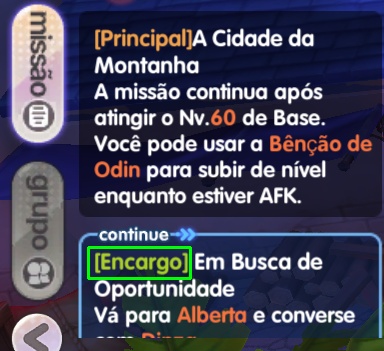 missão
grupo
[Principal]A Cidade da
Montanha
A missão continua após
atingir o Nv.60 de Base.
Você pode usar a Bênção de
Odin para subir de nível
enquanto estiver AFK.
continue
[Encargo] Em Busca de
Oportunidade
Vá para Alberta e converse
com